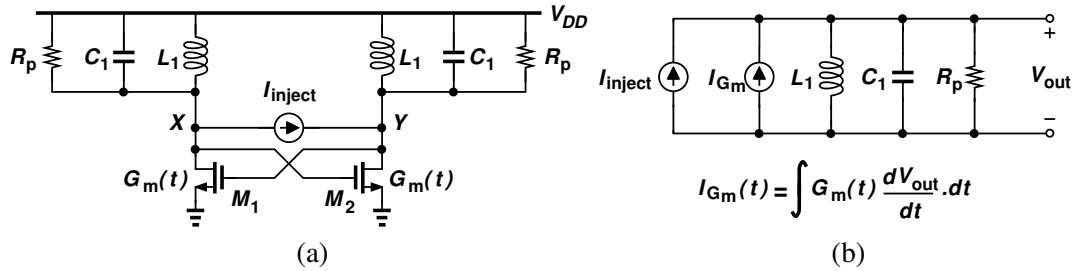 V_DD
R_p C_1 L_1 L_1 C_1 R_p
I_inject
X Y
G_m(t) G_m(t)
M_1 M_2
(a)
I_inject I_Gm L_1 C_1 R_p V_out
+
−
I_Gm(t) = ∫ G_m(t) dV_out/dt .dt
(b)